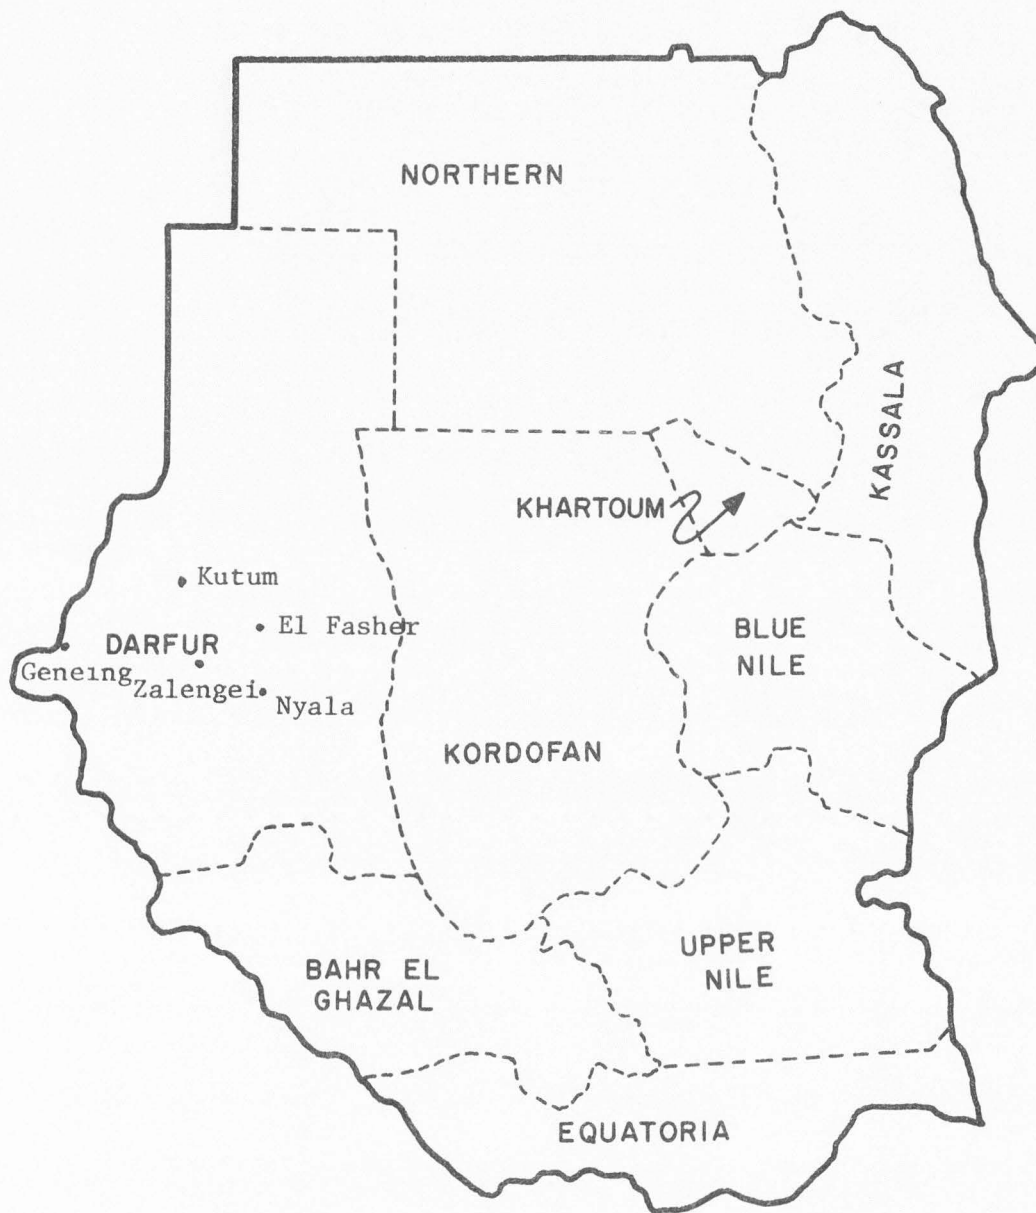 NORTHERN
KASSALA
KHARTOUM
Kutum
El Fasher
DARFUR
Geneing
Zalengei
Nyala
BLUE
NILE
KORDOFAN
UPPER
NILE
BAHR EL
GHAZAL
EQUATORIA